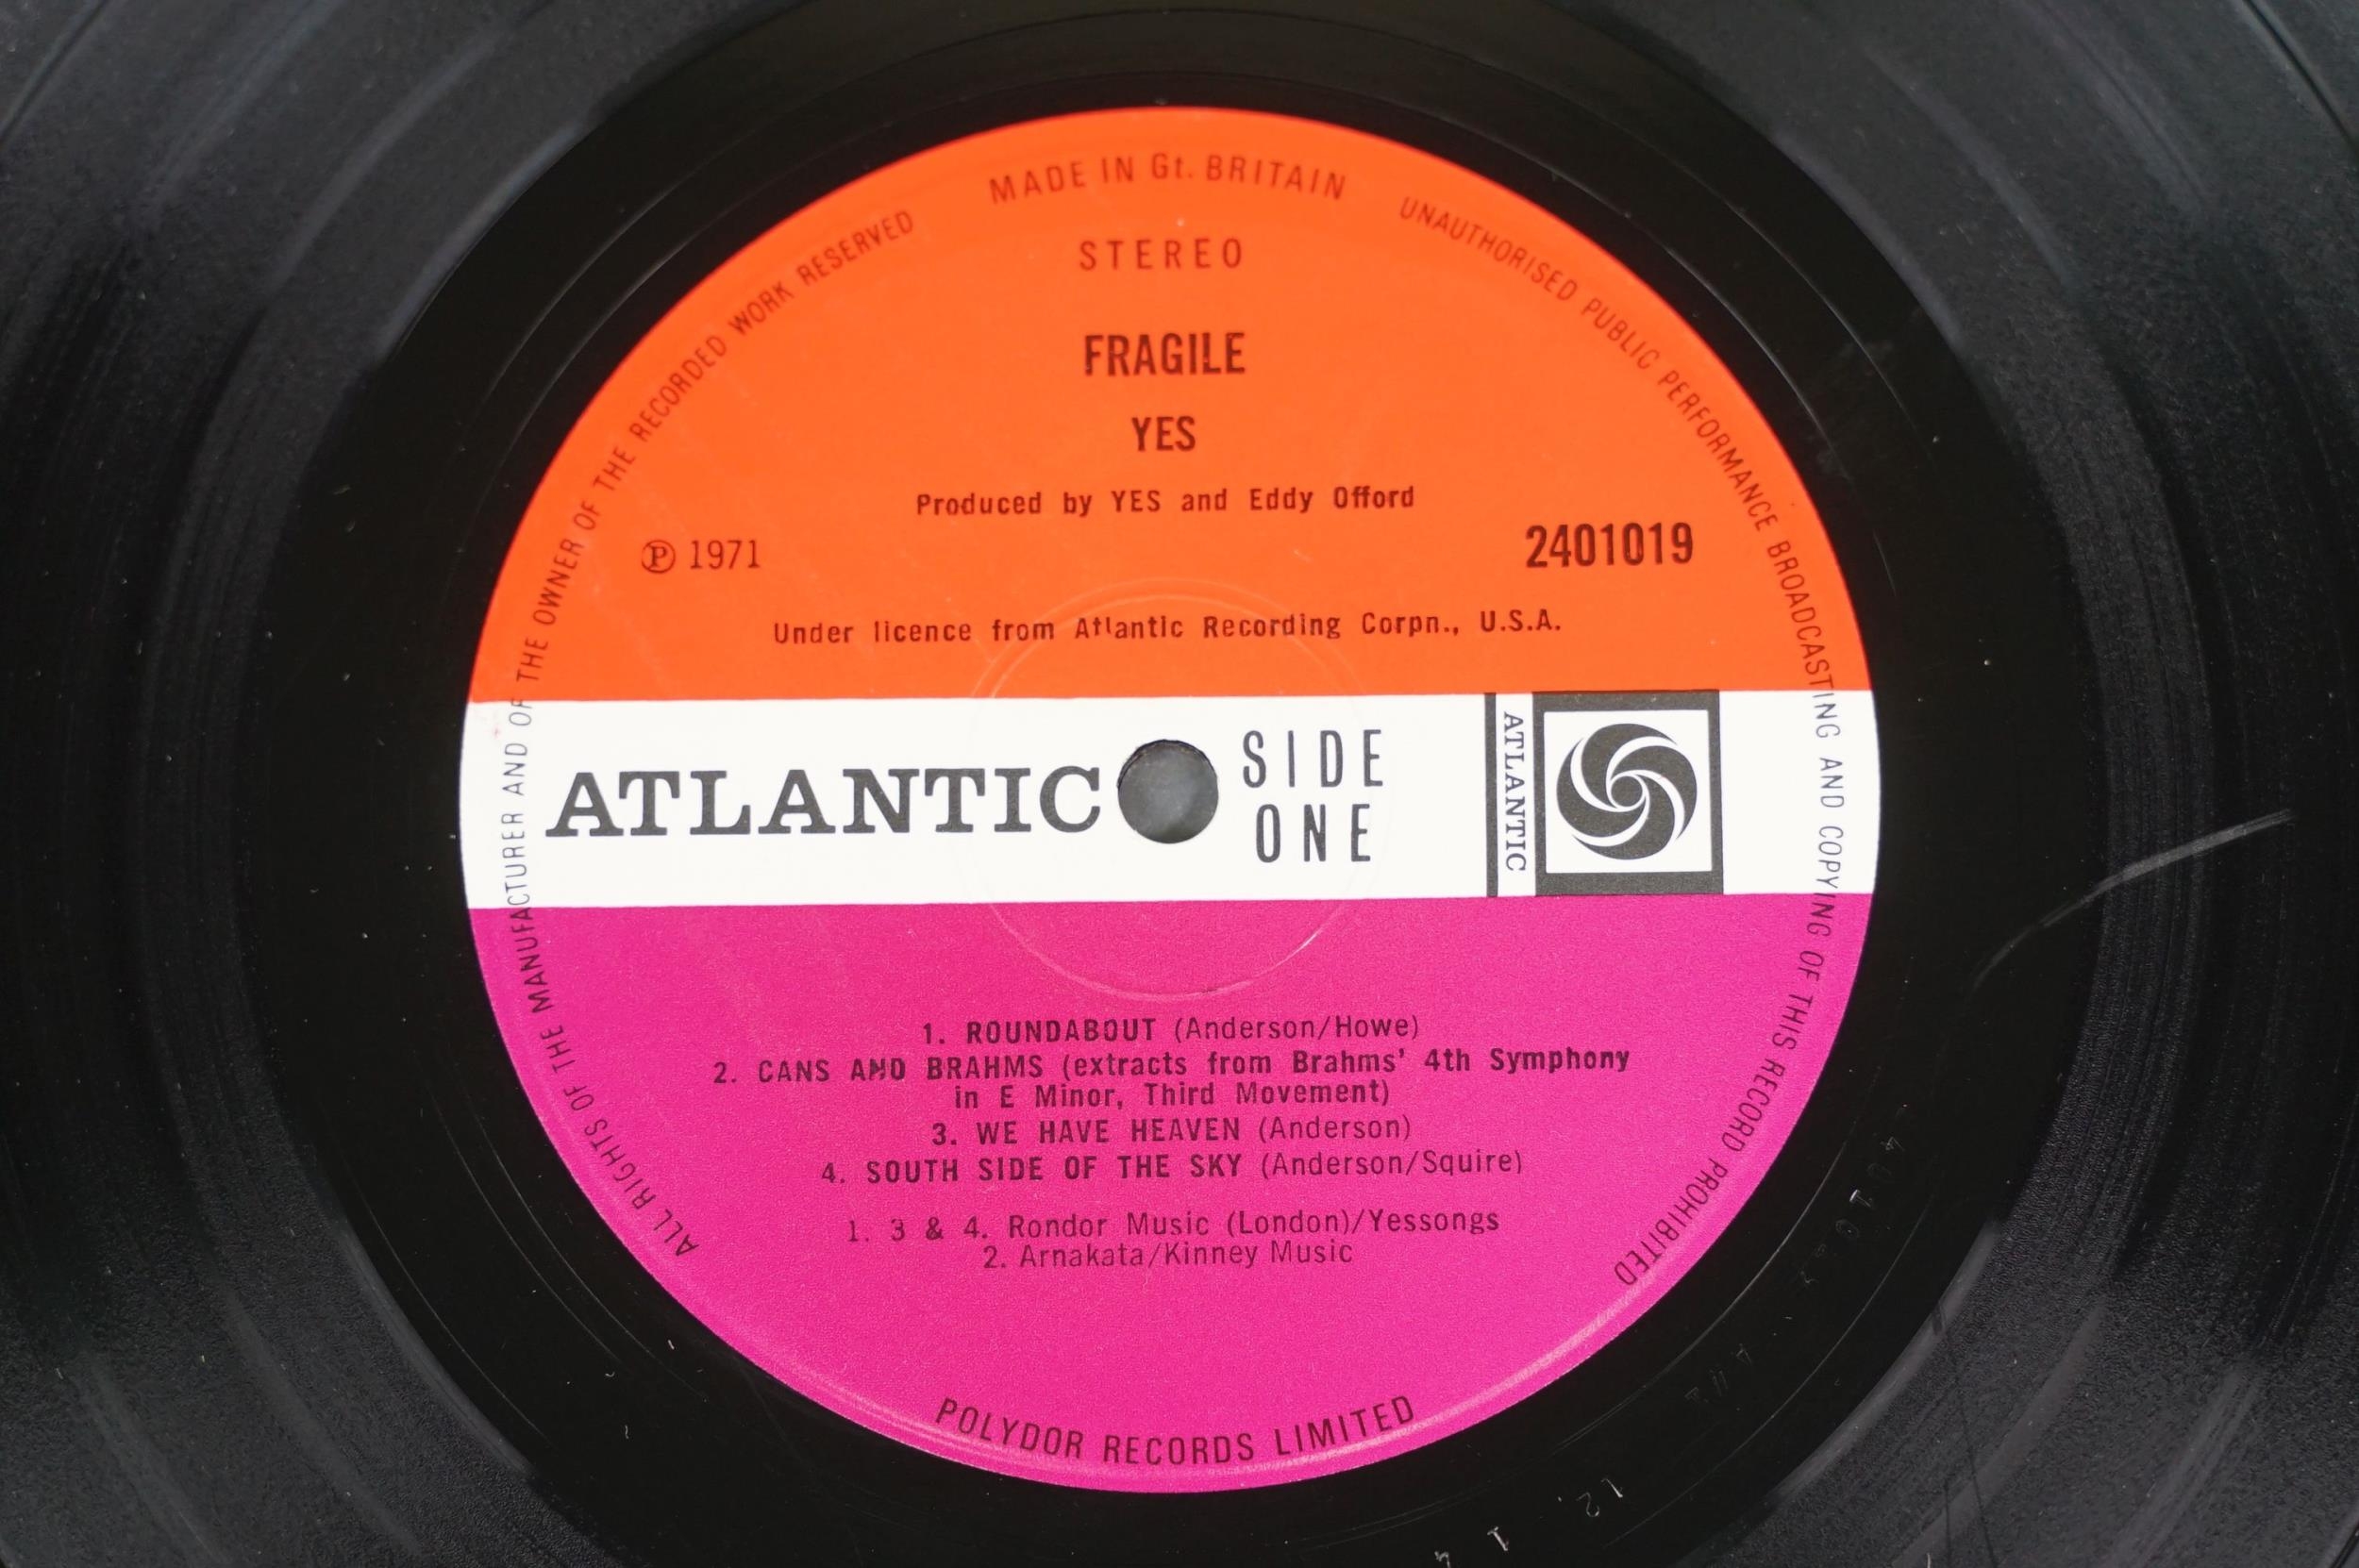 MADE IN Gt. BRITAIN
ALL RIGHTS OF THE MANUFACTURER AND OF THE OWNER OF THE RECORDED WORK RESERVED
UNAUTHORISED PUBLIC PERFORMANCE BROADCASTING AND COPYING OF THIS RECORD PROHIBITED
STEREO
FRAGILE
YES
Produced by YES and Eddy Offord
℗ 1971
2401019
Under licence from Atlantic Recording Corpn., U.S.A.
ATLANTIC
SIDE
ONE
ATLANTIC
1. ROUNDABOUT (Anderson/Howe)
2. CANS AND BRAHMS (extracts from Brahms' 4th Symphony
in E Minor, Third Movement)
3. WE HAVE HEAVEN (Anderson)
4. SOUTH SIDE OF THE SKY (Anderson/Squire)
1. 3 & 4. Rondor Music (London)/Yessongs
2. Arnakata/Kinney Music
POLYDOR RECORDS LIMITED